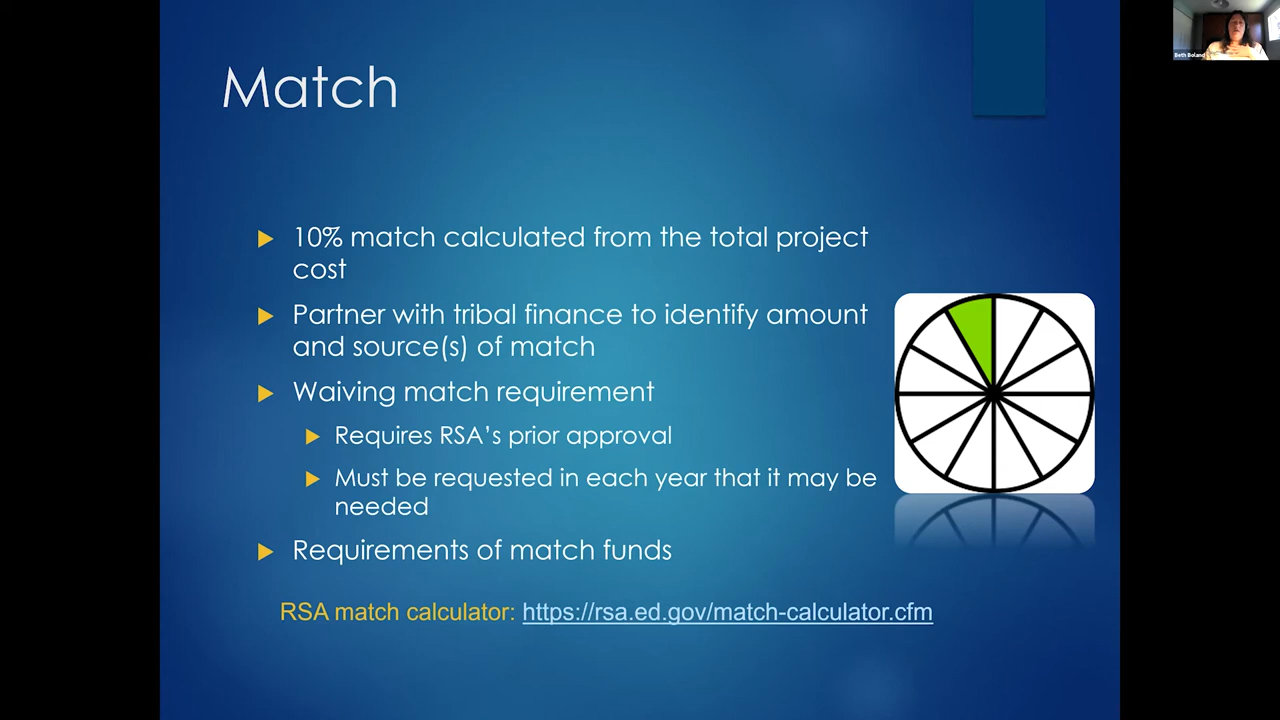 Match
10% match calculated from the total project
cost
Partner with tribal finance to identify amount
and source(s) of match
Waiving match requirement
Requires RSA's prior approval
Must be requested in each year that it may be
needed
Requirements of match funds
RSA match calculator: https://rsa.ed.gov/match-calculator.cfm
Beth Boland